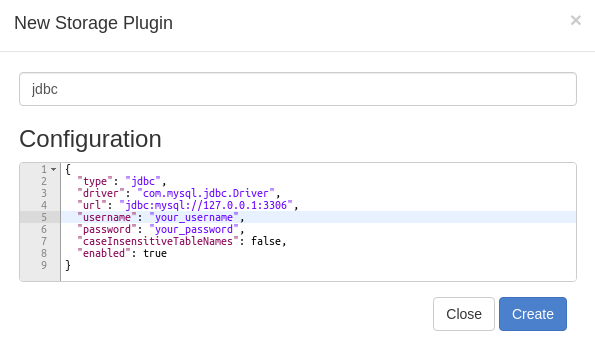 New Storage Plugin ×
jdbc
Configuration
1 {
2 "type": "jdbc",
3 "driver": "com.mysql.jdbc.Driver",
4 "url": "jdbc:mysql://127.0.0.1:3306",
5 "username": "your_username",
6 "password": "your_password",
7 "caseInsensitiveTableNames": false,
8 "enabled": true
9 }
Close Create